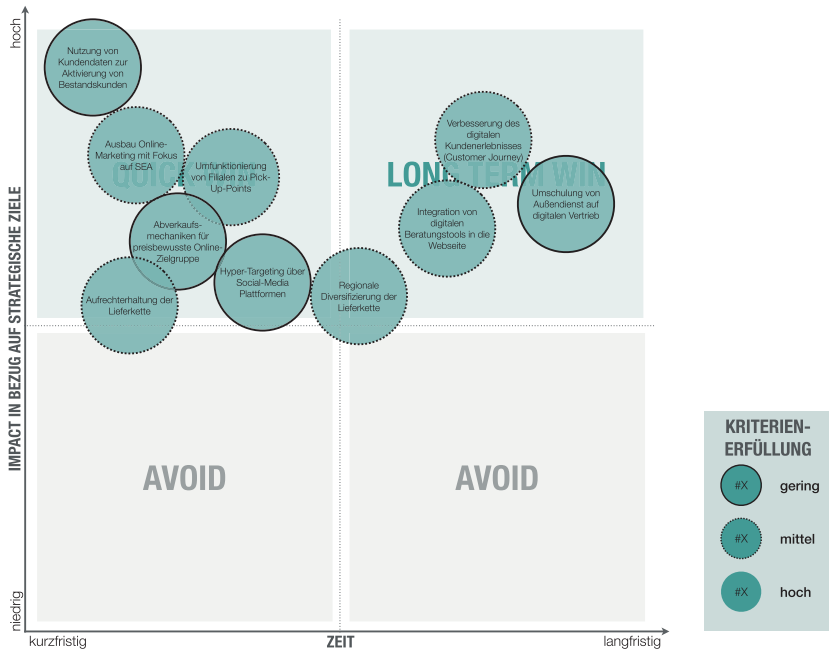 hoch
IMPACT IN BEZUG AUF STRATEGISCHE ZIELE
niedrig
Nutzung von
Kundendaten zur
Aktivierung von
Bestandskunden
Ausbau Online-
Marketing mit Fokus
auf SEA
Umfunktionierung
von Filialen zu Pick-
Up-Points
QUICK
Abverkaufs-
mechaniken für
preisbewusste Online-
Zielgruppe
Hyper-Targeting über
Social-Media
Plattformen
Aufrechterhaltung der
Lieferkette
Regionale
Diversifizierung der
Lieferkette
Verbesserung des
digitalen
Kundenerlebnisses
(Customer Journey)
LONG TERM WIN
Umschulung von
Außendienst auf
digitalen Vertrieb
Integration von
digitalen
Beratungstools in die
Webseite
AVOID
AVOID
kurzfristig
ZEIT
langfristig
KRITERIEN-
ERFÜLLUNG
#X gering
#X mittel
#X hoch